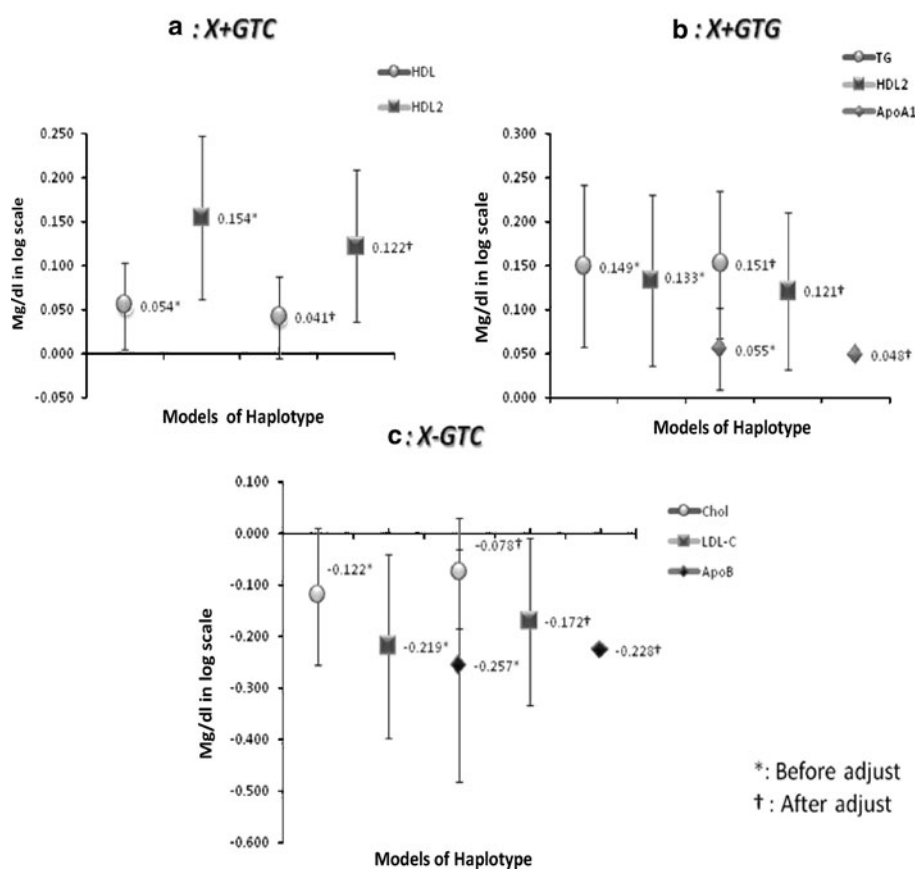 a : X+GTC
HDL
HDL2
0.250
0.200
0.150
0.100
0.050
0.000
-0.050
Mg/dl in log scale
0.054*
0.154*
0.041†
0.122†
Models of Haplotype
b : X+GTG
TG
HDL2
ApoA1
0.300
0.250
0.200
0.150
0.100
0.050
0.000
Mg/dl in log scale
0.149*
0.133*
0.151†
0.055*
0.121†
0.048†
Models of Haplotype
c : X-GTC
Chol
LDL-C
ApoB
0.100
0.000
-0.100
-0.200
-0.300
-0.400
-0.500
-0.600
Mg/dl in log scale
-0.122*
-0.219*
-0.078†
-0.257*
-0.172†
-0.228†
Models of Haplotype
*: Before adjust
†: After adjust